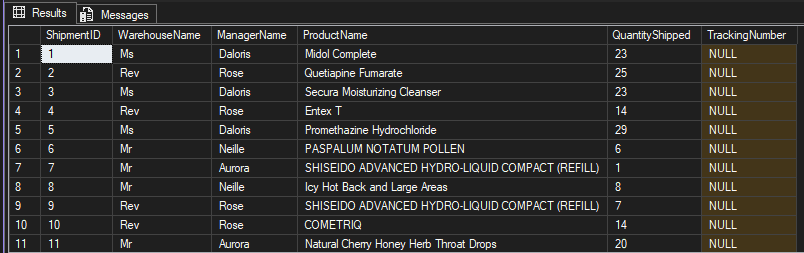 Results Messages
ShipmentID WarehouseName ManagerName ProductName QuantityShipped TrackingNumber
1 1 Ms Daloris Midol Complete 23 NULL
2 2 Rev Rose Quetiapine Fumarate 25 NULL
3 3 Ms Daloris Secura Moisturizing Cleanser 23 NULL
4 4 Rev Rose Entex T 14 NULL
5 5 Ms Daloris Promethazine Hydrochloride 29 NULL
6 6 Mr Neille PASPALUM NOTATUM POLLEN 6 NULL
7 7 Mr Aurora SHISEIDO ADVANCED HYDRO-LIQUID COMPACT (REFILL) 1 NULL
8 8 Mr Neille Icy Hot Back and Large Areas 8 NULL
9 9 Rev Rose SHISEIDO ADVANCED HYDRO-LIQUID COMPACT (REFILL) 7 NULL
10 10 Rev Rose COMETRIQ 14 NULL
11 11 Mr Aurora Natural Cherry Honey Herb Throat Drops 20 NULL